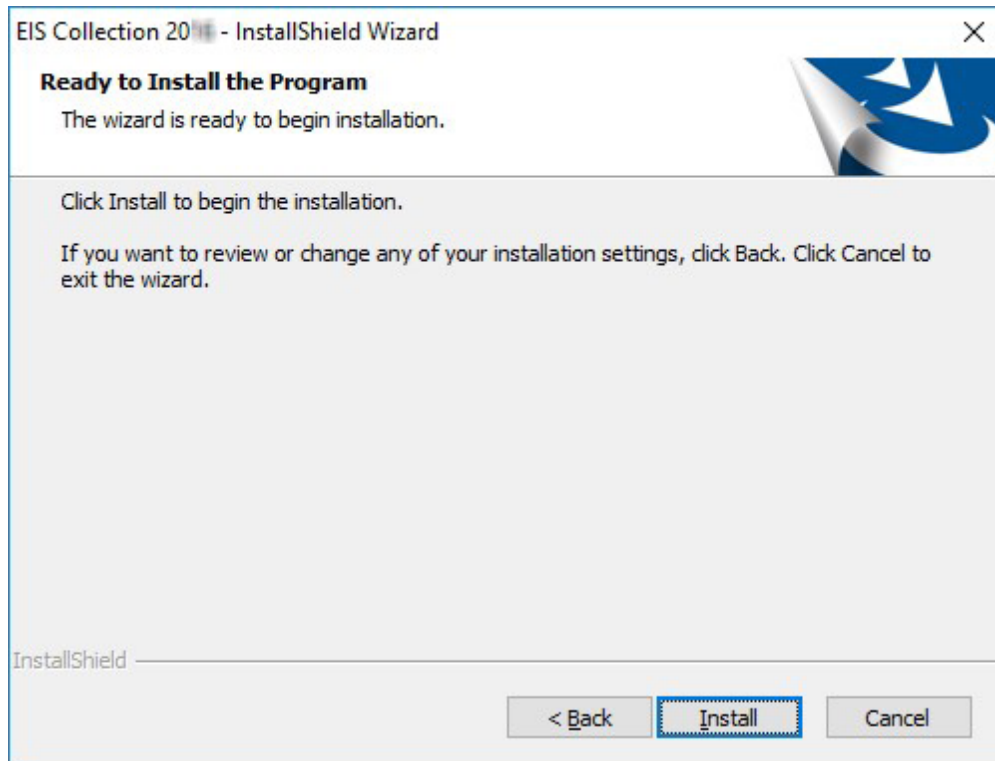 EIS Collection - InstallShield Wizard
Ready to Install the Program
The wizard is ready to begin installation.
Click Install to begin the installation.
If you want to review or change any of your installation settings, click Back. Click Cancel to
exit the wizard.
InstallShield
< Back
Install
Cancel